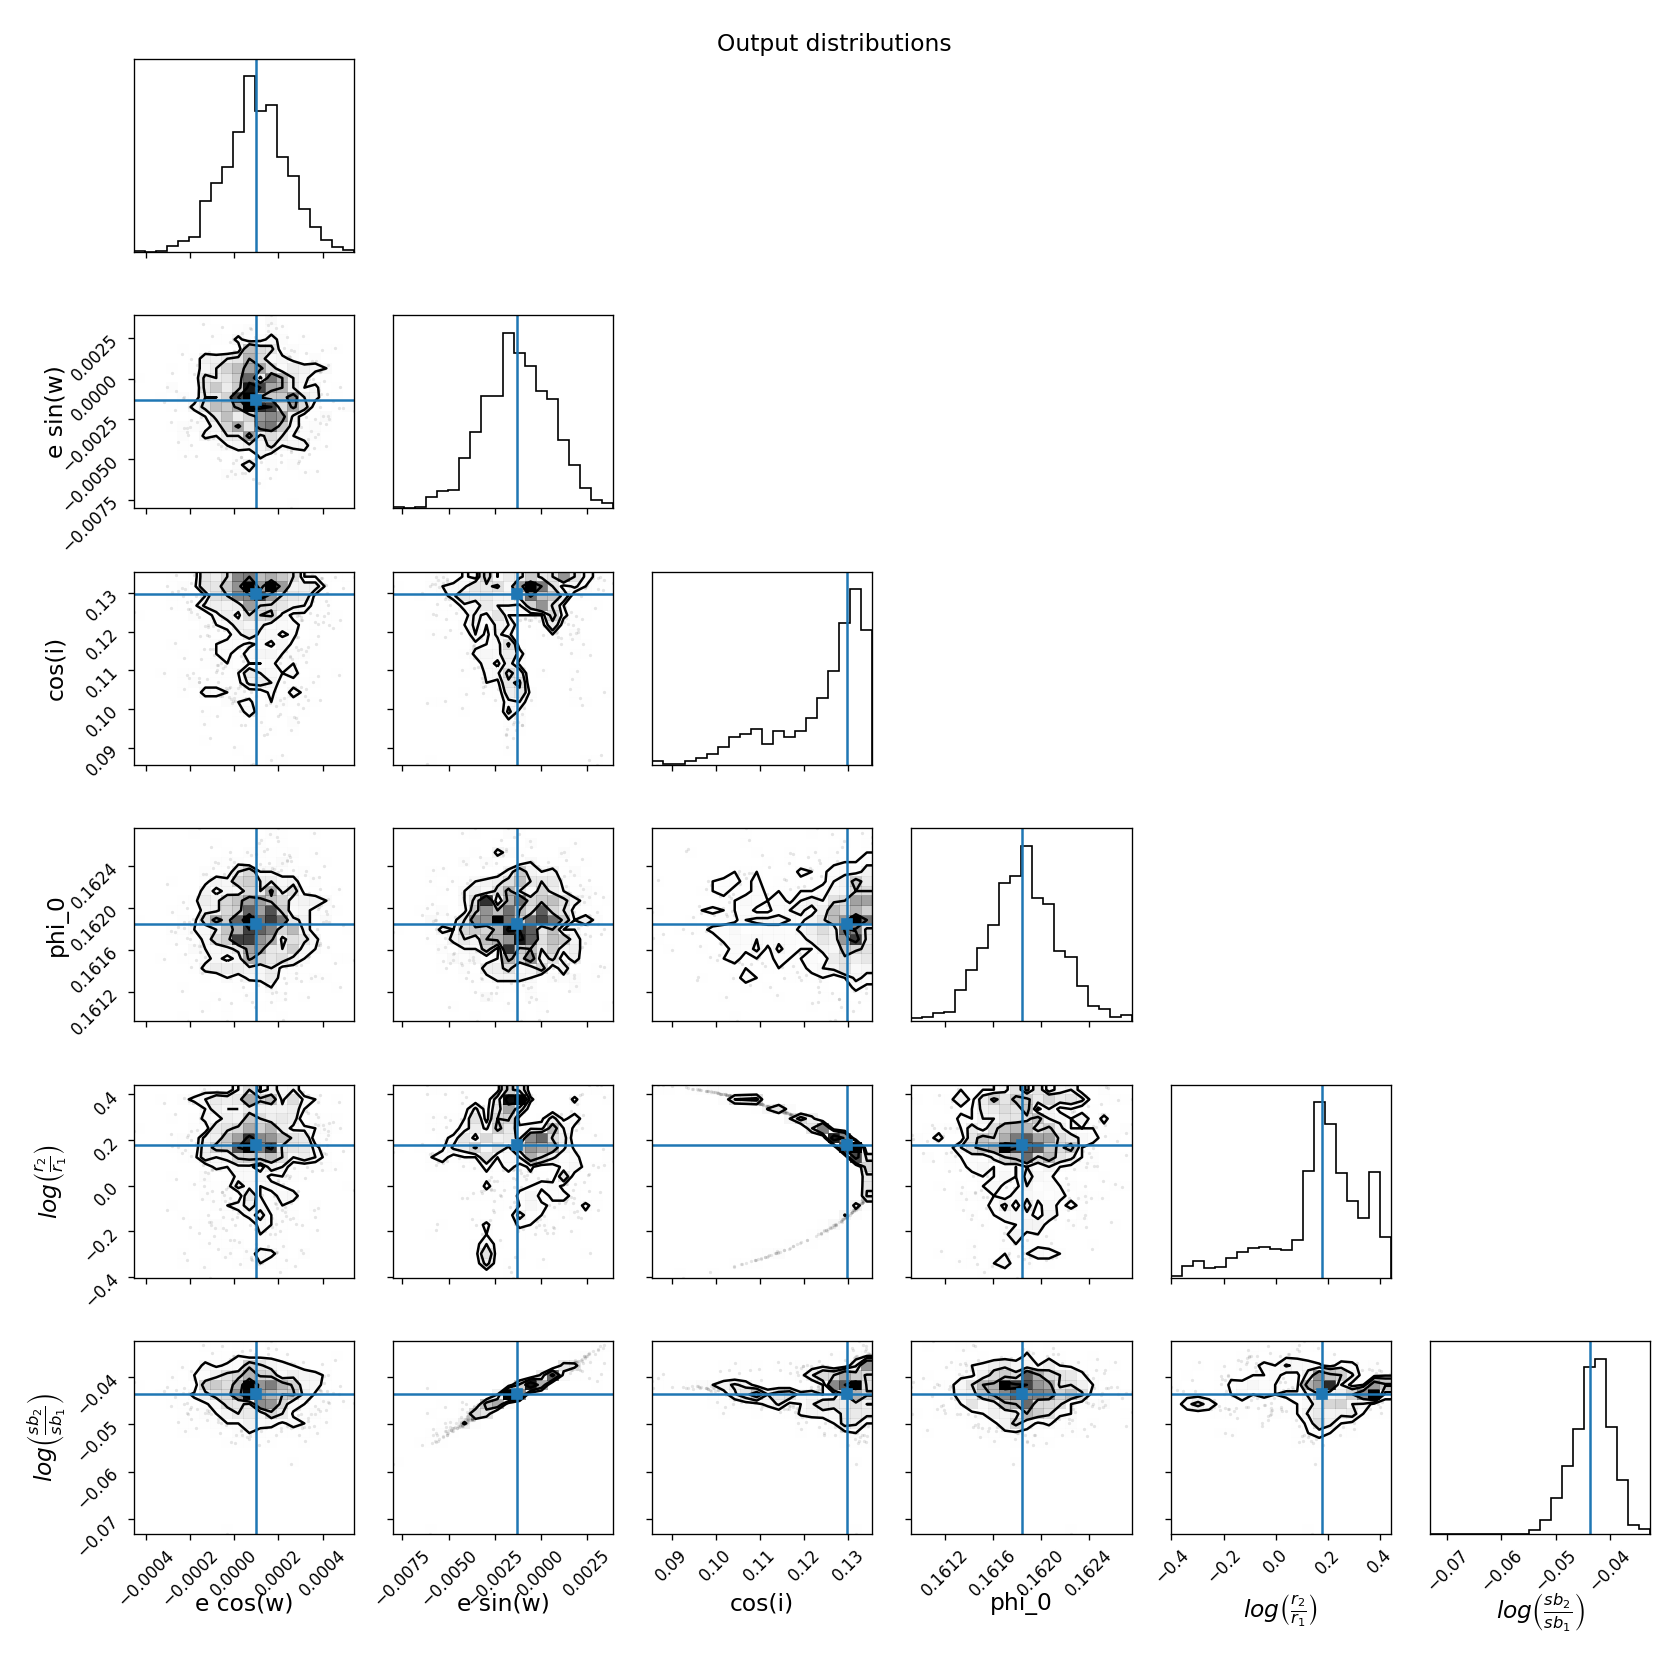 Output distributions
e sin(w)
0.0025
0.0000
−0.0025
−0.0050
−0.0075
cos(i)
0.13
0.12
0.11
0.10
0.09
phi_0
0.1624
0.1620
0.1616
0.1612
log(r₂/r₁)
0.4
0.2
0.0
−0.2
−0.4
log(sb₂/sb₁)
−0.04
−0.05
−0.06
−0.07
−0.0004 −0.0002 0.0000 0.0002 0.0004
e cos(w)
−0.0075 −0.0050 −0.0025 0.0000 0.0025
e sin(w)
0.09 0.10 0.11 0.12 0.13
cos(i)
0.1612 0.1616 0.1620 0.1624
phi_0
−0.4 −0.2 0.0 0.2 0.4
log(r₂/r₁)
−0.07 −0.06 −0.05 −0.04
log(sb₂/sb₁)